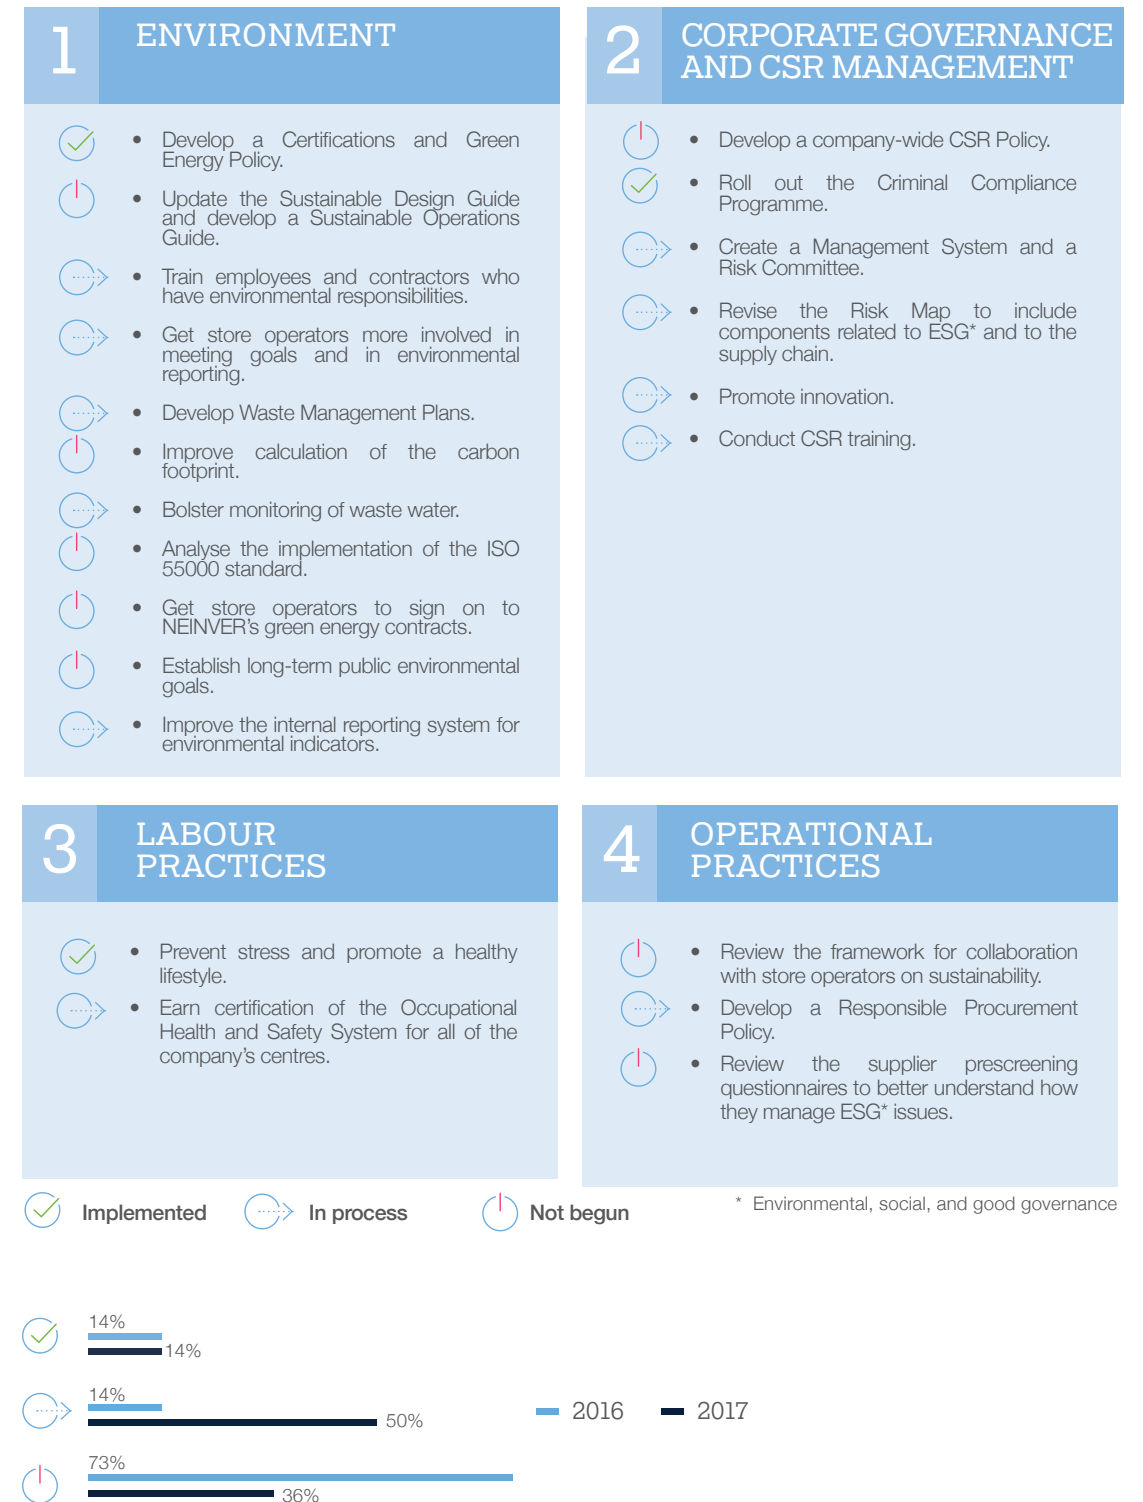 1
ENVIRONMENT
• Develop a Certifications and Green
Energy Policy.
• Update the Sustainable Design Guide
and develop a Sustainable Operations
Guide.
• Train employees and contractors who
have environmental responsibilities.
• Get store operators more involved in
meeting goals and in environmental
reporting.
• Develop Waste Management Plans.
• Improve calculation of the carbon
footprint.
• Bolster monitoring of waste water.
• Analyse the implementation of the ISO
55000 standard.
• Get store operators to sign on to
NEINVER's green energy contracts.
• Establish long-term public environmental
goals.
• Improve the internal reporting system for
environmental indicators.
2
CORPORATE GOVERNANCE
AND CSR MANAGEMENT
• Develop a company-wide CSR Policy.
• Roll out the Criminal Compliance
Programme.
• Create a Management System and a
Risk Committee.
• Revise the Risk Map to include
components related to ESG* and to the
supply chain.
• Promote innovation.
• Conduct CSR training.
3
LABOUR
PRACTICES
• Prevent stress and promote a healthy
lifestyle.
• Earn certification of the Occupational
Health and Safety System for all of the
company's centres.
4
OPERATIONAL
PRACTICES
• Review the framework for collaboration
with store operators on sustainability.
• Develop a Responsible Procurement
Policy.
• Review the supplier prescreening
questionnaires to better understand how
they manage ESG* issues.
Implemented
In process
Not begun
* Environmental, social, and good governance
14%
14%
14%
50%
2016
2017
73%
36%